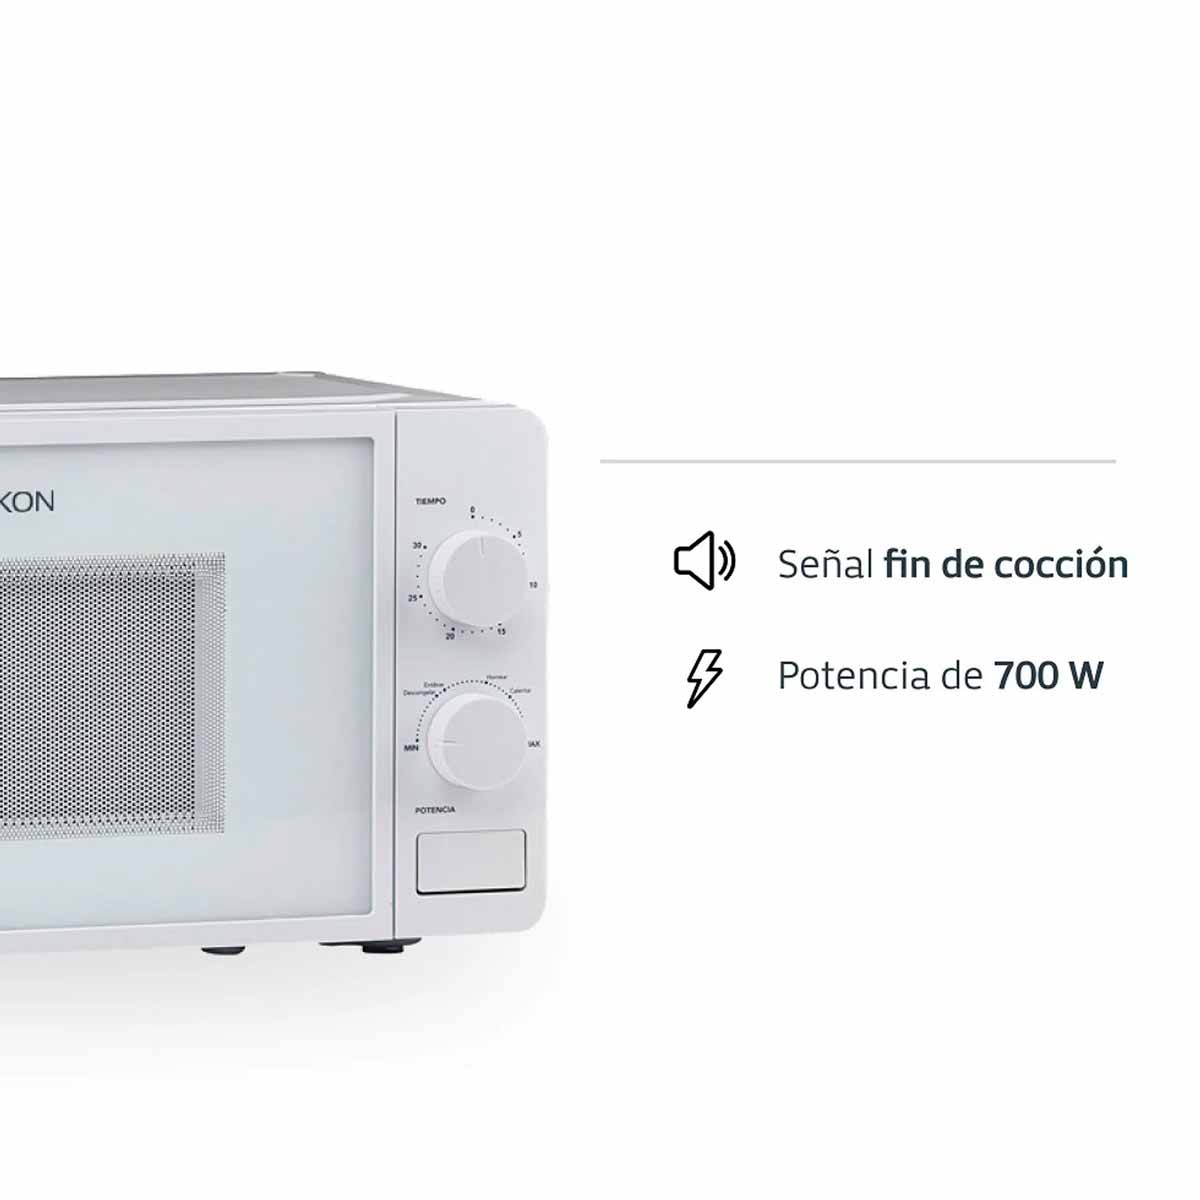 KON
TIEMPO
0
5
10
15
20
25
30
Hornear
Entibiar
Calentar
Descongelar
MIN
MAX
POTENCIA
Señal fin de cocción
Potencia de 700 W